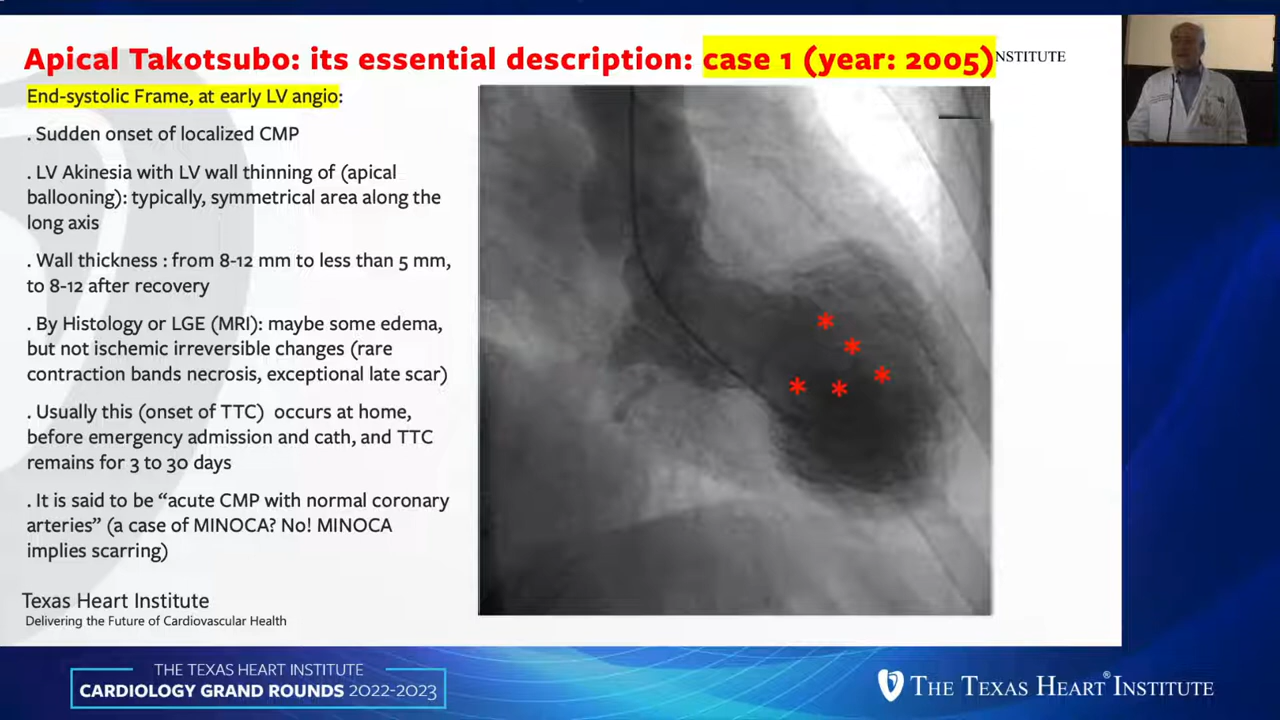 Apical Takotsubo: its essential description: case 1 (year: 2005)
NSTITUTE
End-systolic Frame, at early LV angio:
. Sudden onset of localized CMP
. LV Akinesia with LV wall thinning of (apical
ballooning): typically, symmetrical area along the
long axis
. Wall thickness : from 8-12 mm to less than 5 mm,
to 8-12 after recovery
. By Histology or LGE (MRI): maybe some edema,
but not ischemic irreversible changes (rare
contraction bands necrosis, exceptional late scar)
. Usually this (onset of TTC) occurs at home,
before emergency admission and cath, and TTC
remains for 3 to 30 days
. It is said to be “acute CMP with normal coronary
arteries” (a case of MINOCA? No! MINOCA
implies scarring)
* * * * *
Texas Heart Institute
Delivering the Future of Cardiovascular Health
THE TEXAS HEART INSTITUTE
CARDIOLOGY GRAND ROUNDS 2022-2023
THE TEXAS HEART® INSTITUTE